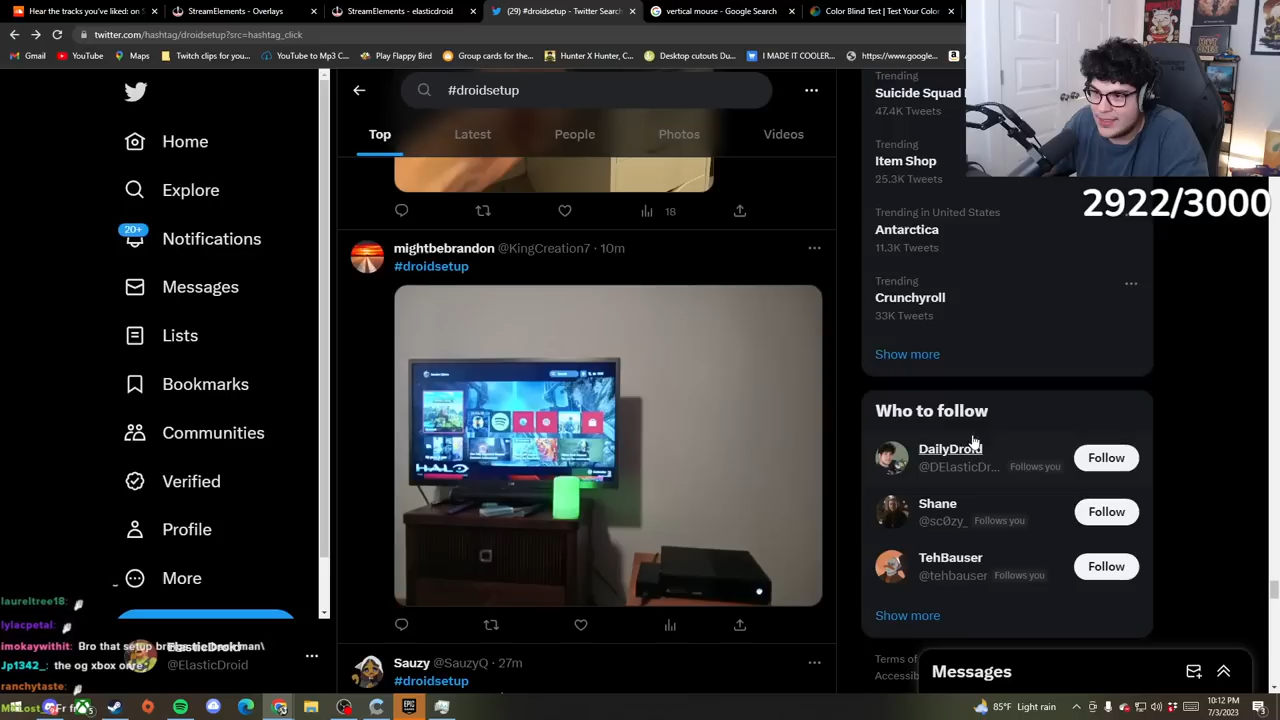 Hear the tracks you've liked: on S
StreamElements - Overlays
StreamElements - elasticdroid
(29) #droidsetup - Twitter Search
vertical mouse - Google Search
Color Blind Test | Test Your Color
twitter.com/hashtag/droidsetup?src=hashtag_click
Gmail
YouTube
Maps
Twitch clips for you...
YouTube to Mp3 C...
Play Flappy Bird
Group cards for the...
Hunter X Hunter, C...
Desktop cutouts Du...
I MADE IT COOLER...
https://www.google...
Home
Explore
20+
Notifications
Messages
Lists
Bookmarks
Communities
Verified
Profile
More
ElasticDroid
@ElasticDroid
#droidsetup
Top
Latest
People
Photos
Videos
18
mightbebrandon @KingCreation7 · 10m
#droidsetup
HALO
Sauzy @SauzyQ · 27m
#droidsetup
Trending
Suicide Squad
47.4K Tweets
Item Shop
25.3K Tweets
Trending in United States
Antarctica
11.3K Tweets
Trending
Crunchyroll
33K Tweets
Show more
Who to follow
DailyDroid
@DElasticDr... Follows you
Follow
Shane
@sc0zy_ Follows you
Follow
TehBauser
@tehbauser Follows you
Follow
Show more
Terms of
Accessib
Messages
2922/3000
laureltree18:
lylacpetal:
imokaywithit: Bro that setup
Jp1342_: the og xbox one
ranchytaste:
85°F Light rain
10:12 PM
7/3/2023